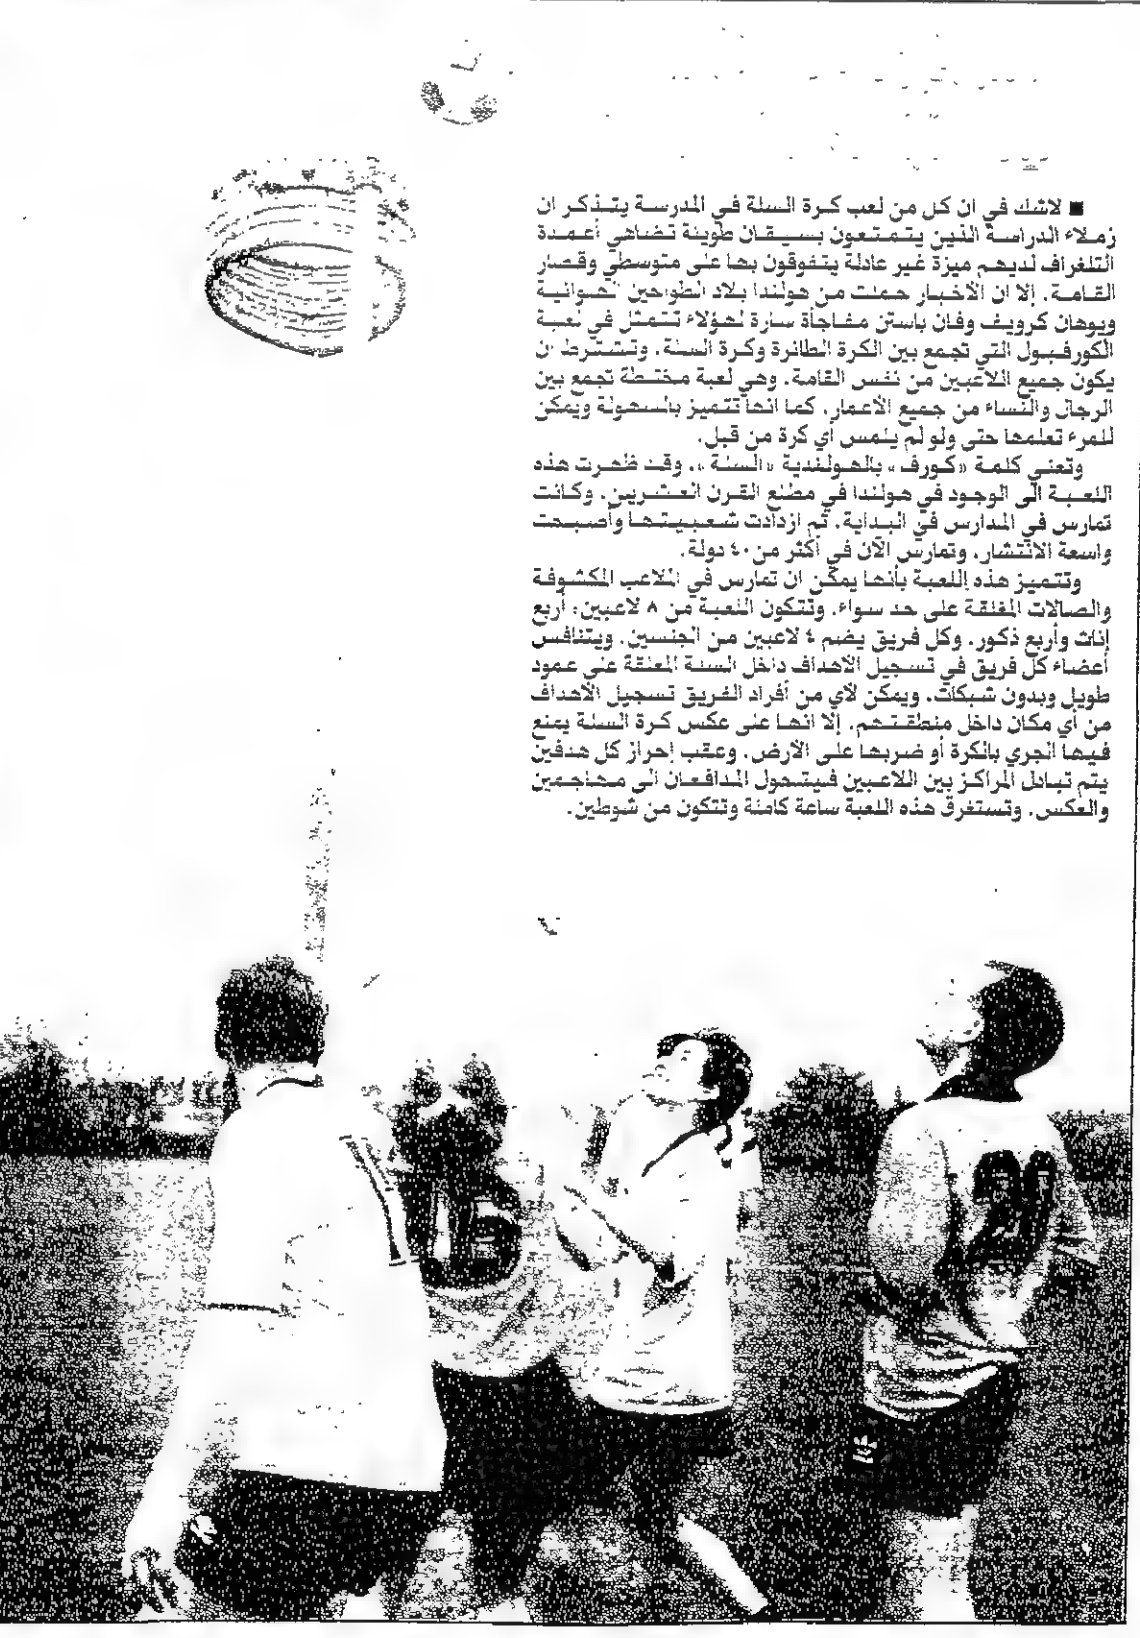 ■ لاشك في ان كل من لعب كرة السلة في المدرسة يتذكر ان
زملاء الدراسة الذين يتمتعون بسيقان طويلة تضاهي أعمدة
التلغراف لديهم ميزة غير عادلة يتفوقون بها على متوسطي وقصار
القامة. إلا ان الأخبار حملت من هولندا بلاد الطواحين الهوائية
ويوهان كرويف وفان باستن مفاجأة سارة لهؤلاء تتمثل في لعبة
الكورفبول التي تجمع بين الكرة الطائرة وكرة السلة. وتشترط ان
يكون جميع اللاعبين من نفس القامة. وهي لعبة مختلطة تجمع بين
الرجال والنساء من جميع الأعمار. كما انها تتميز بالسهولة ويمكن
للمرء تعلمها حتى ولو لم يلمس أي كرة من قبل.
وتعني كلمة «كورف» بالهولندية «السلة». وقد ظهرت هذه
اللعبة الى الوجود في هولندا في مطلع القرن العشرين. وكانت
تمارس في المدارس في البداية. ثم ازدادت شعبيتها وأصبحت
واسعة الانتشار. وتمارس الآن في أكثر من ٤٠ دولة.
وتتميز هذه اللعبة بأنها يمكن ان تمارس في الملاعب المكشوفة
والصالات المغلقة على حد سواء. وتتكون اللعبة من ٨ لاعبين: أربع
إناث وأربع ذكور. وكل فريق يضم ٤ لاعبين من الجنسين. ويتنافس
أعضاء كل فريق في تسجيل الأهداف داخل السلة المعلقة على عمود
طويل وبدون شبكات. ويمكن لأي من أفراد الفريق تسجيل الأهداف
من أي مكان داخل منطقتهم. إلا انها على عكس كرة السلة يمنع
فيها الجري بالكرة أو ضربها على الأرض. وعقب إحراز كل هدفين
يتم تبادل المراكز بين اللاعبين فيتحول المدافعان الى مهاجمين
والعكس. وتستغرق هذه اللعبة ساعة كاملة وتتكون من شوطين.